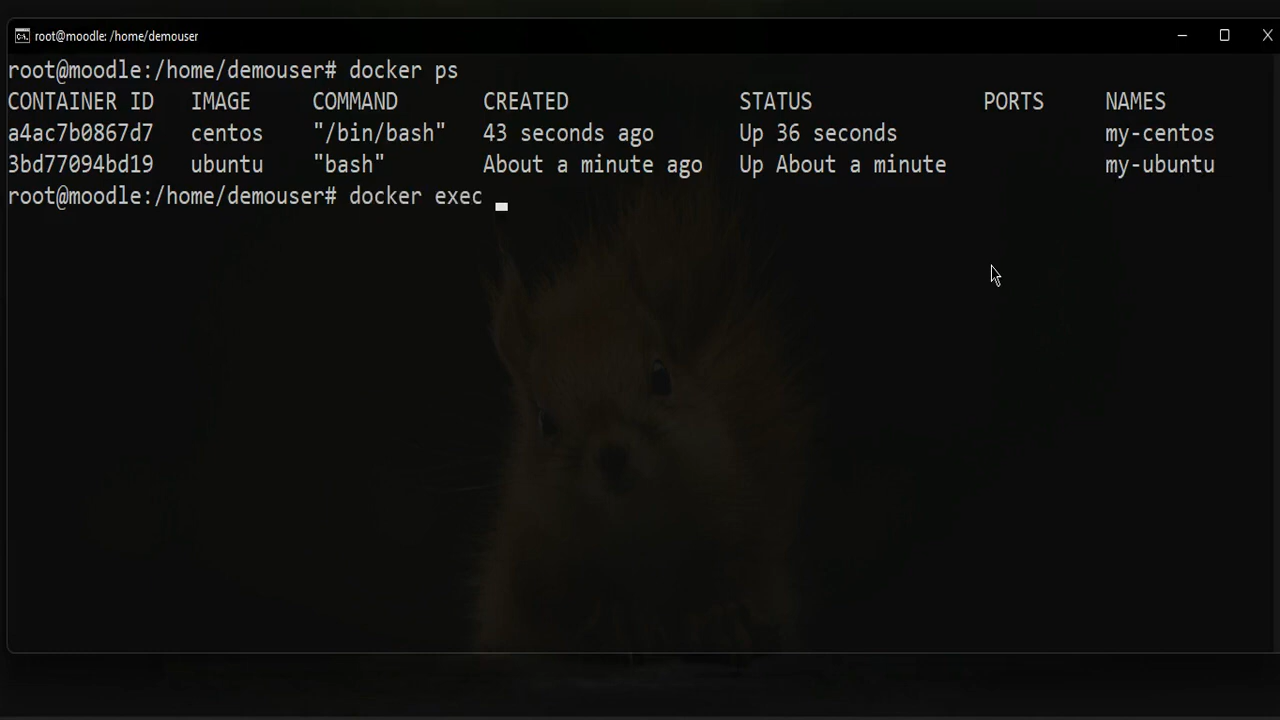 root@moodle: /home/demouser
root@moodle:/home/demouser# docker ps
CONTAINER ID   IMAGE     COMMAND       CREATED              STATUS              PORTS     NAMES
a4ac7b0867d7   centos    "/bin/bash"   43 seconds ago       Up 36 seconds                 my-centos
3bd77094bd19   ubuntu    "bash"        About a minute ago   Up About a minute             my-ubuntu
root@moodle:/home/demouser# docker exec